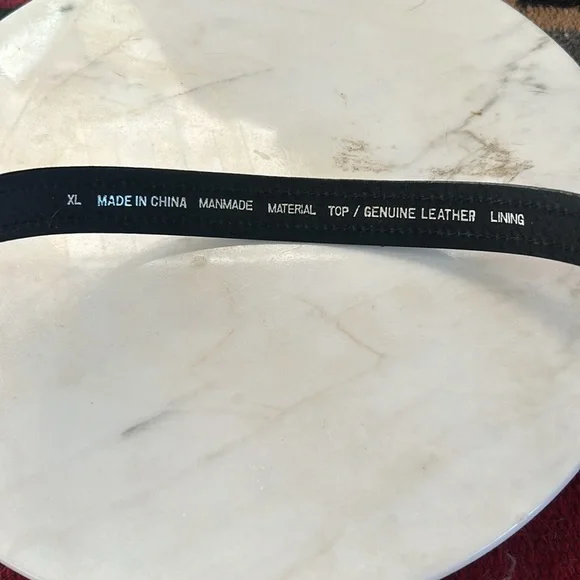 XL MADE IN CHINA MANMADE MATERIAL TOP / GENUINE LEATHER LINING